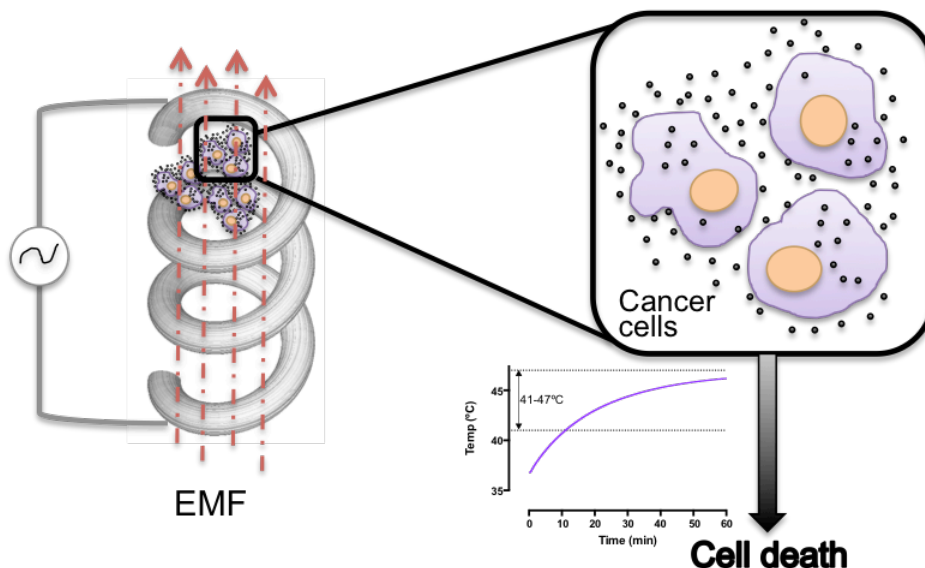 Cancer
cells
45
40
35
41-47ºC
Temp (ºC)
0 10 20 30 40 50 60
Time (min)
EMF
Cell death